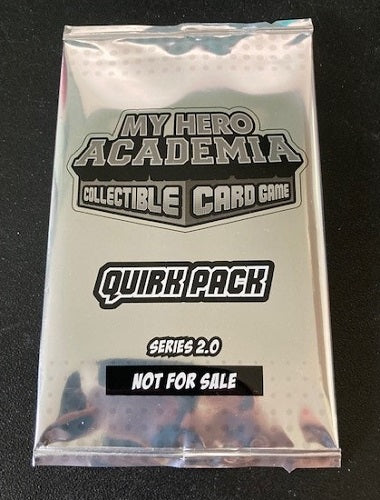 MY HERO
ACADEMIA
COLLECTIBLE CARD GAME
QUIRK PACK
SERIES 2.0
NOT FOR SALE